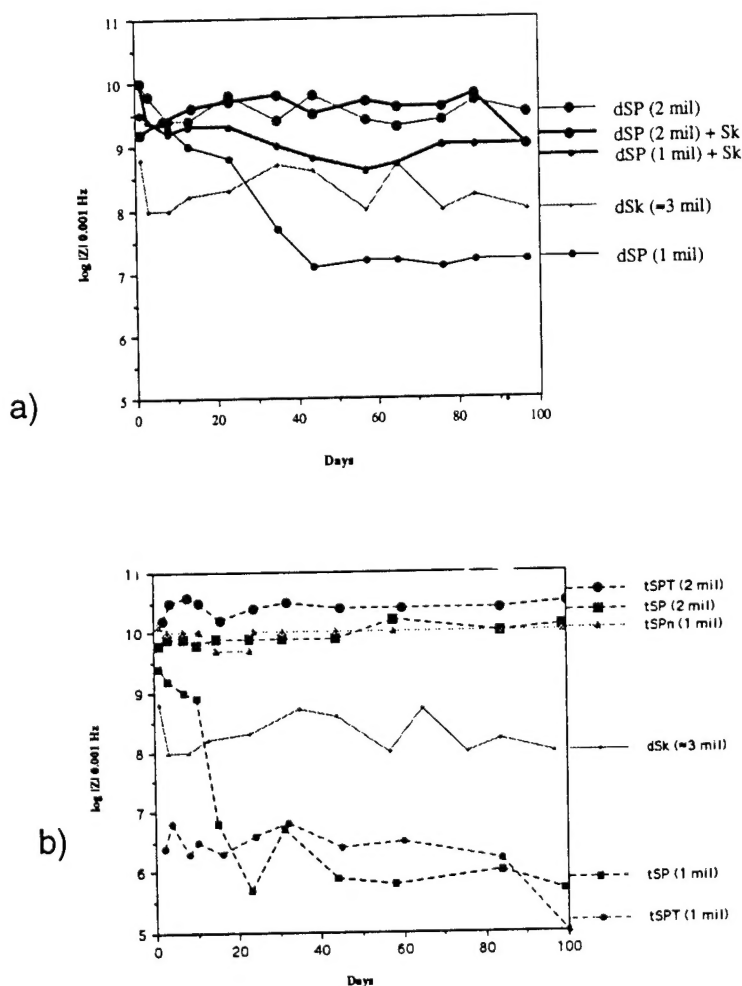 11
10
9
8
7
6
5
log |Z| 0.001 Hz
0 20 40 60 80 100
Days
dSP (2 mil)
dSP (2 mil) + Sk
dSP (1 mil) + Sk
dSk (≈3 mil)
dSP (1 mil)
a)
11
10
9
8
7
6
5
log |Z| 0.001 Hz
0 20 40 60 80 100
Days
tSPT (2 mil)
tSP (2 mil)
tSPn (1 mil)
dSk (≈3 mil)
tSP (1 mil)
tSPT (1 mil)
b)